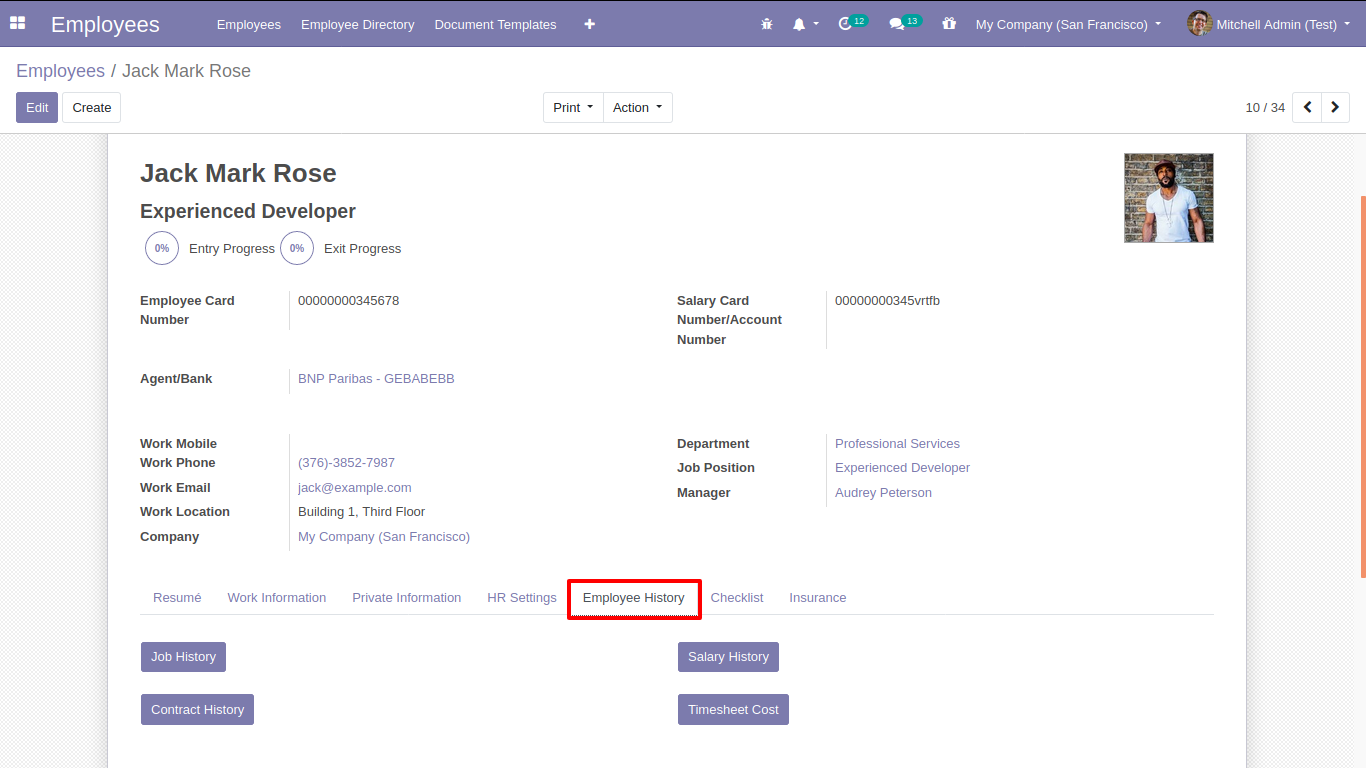 Employees Employees Employee Directory Document Templates 12 13 My Company (San Francisco) Mitchell Admin (Test)
Employees / Jack Mark Rose
Edit Create Print Action 10 / 34
Jack Mark Rose
Experienced Developer
0% Entry Progress 0% Exit Progress
Employee Card Number 00000000345678
Salary Card Number/Account Number 00000000345vrtfb
Agent/Bank BNP Paribas - GEBABEBB
Work Mobile
Work Phone (376)-3852-7987
Work Email jack@example.com
Work Location Building 1, Third Floor
Company My Company (San Francisco)
Department Professional Services
Job Position Experienced Developer
Manager Audrey Peterson
Resumé Work Information Private Information HR Settings Employee History Checklist Insurance
Job History Salary History
Contract History Timesheet Cost